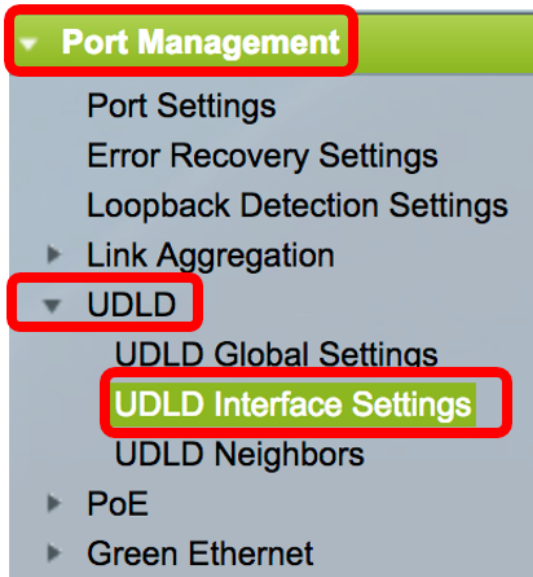 Port Management
Port Settings
Error Recovery Settings
Loopback Detection Settings
Link Aggregation
UDLD
UDLD Global Settings
UDLD Interface Settings
UDLD Neighbors
PoE
Green Ethernet